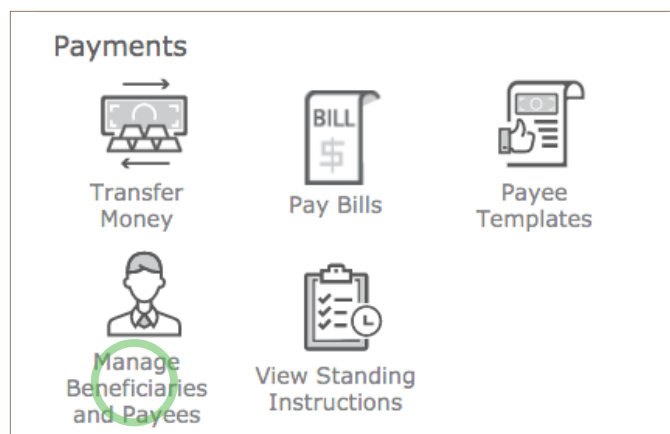 Payments
BILL
$
Transfer
Money
Pay Bills
Payee
Templates
Manage
Beneficiaries
and Payees
View Standing
Instructions